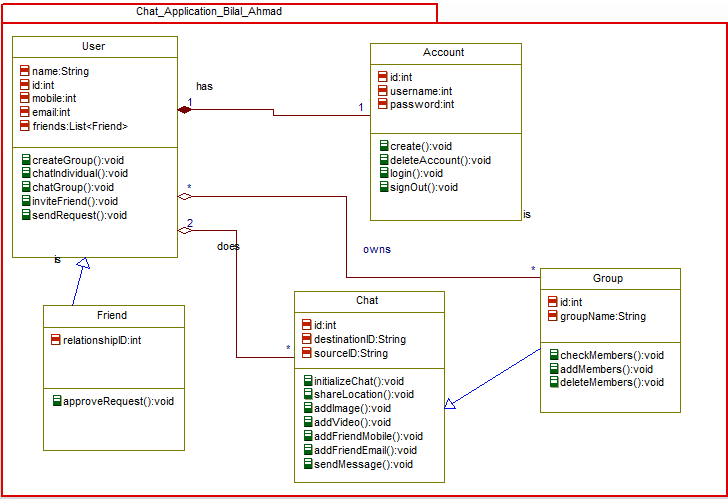 Chat_Application_Bilal_Ahmad
User
name:String
id:int
mobile:int
email:int
friends:List<Friend>
createGroup():void
chatIndividual():void
chatGroup():void
inviteFriend():void
sendRequest():void
has
1
1
Account
id:int
username:int
password:int
create():void
deleteAccount():void
login():void
signOut():void
is
*
owns
*
2
does
*
is
Friend
relationshipID:int
approveRequest():void
Chat
id:int
destinationID:String
sourceID:String
initializeChat():void
shareLocation():void
addImage():void
addVideo():void
addFriendMobile():void
addFriendEmail():void
sendMessage():void
Group
id:int
groupName:String
checkMembers():void
addMembers():void
deleteMembers():void